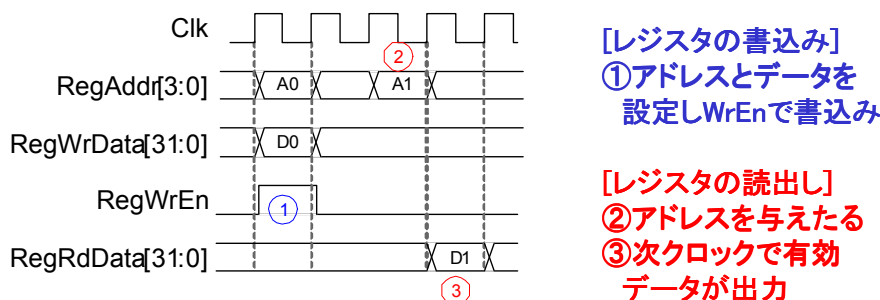 Clk
②
RegAddr[3:0]
A0
A1
RegWrData[31:0]
D0
RegWrEn
①
RegRdData[31:0]
D1
③
[レジスタの書込み]
①アドレスとデータを
設定しWrEnで書込み
[レジスタの読出し]
②アドレスを与えたる
③次クロックで有効
データが出力